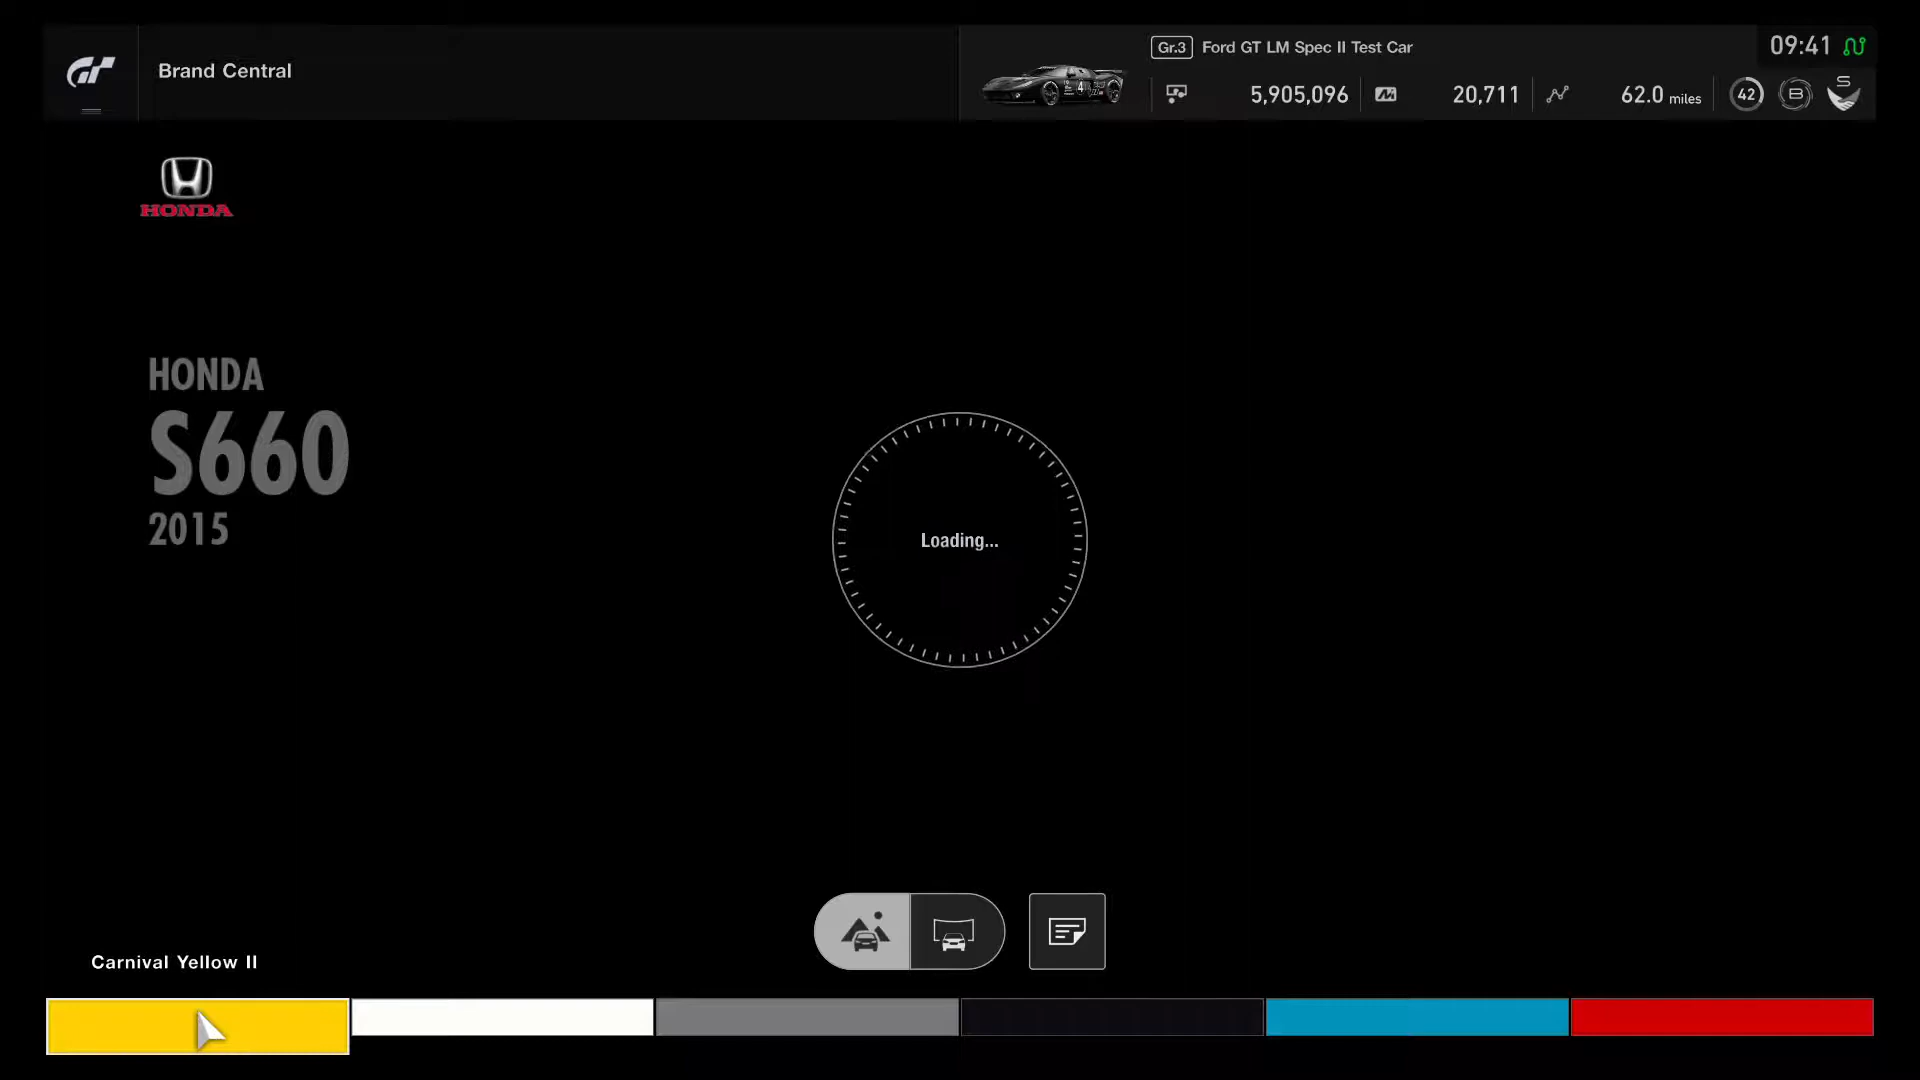 GT
Brand Central
Gr.3 Ford GT LM Spec II Test Car
09:41
5,905,096
20,711
62.0 miles
42
B
S
HONDA
HONDA
S660
2015
Loading...
Carnival Yellow II